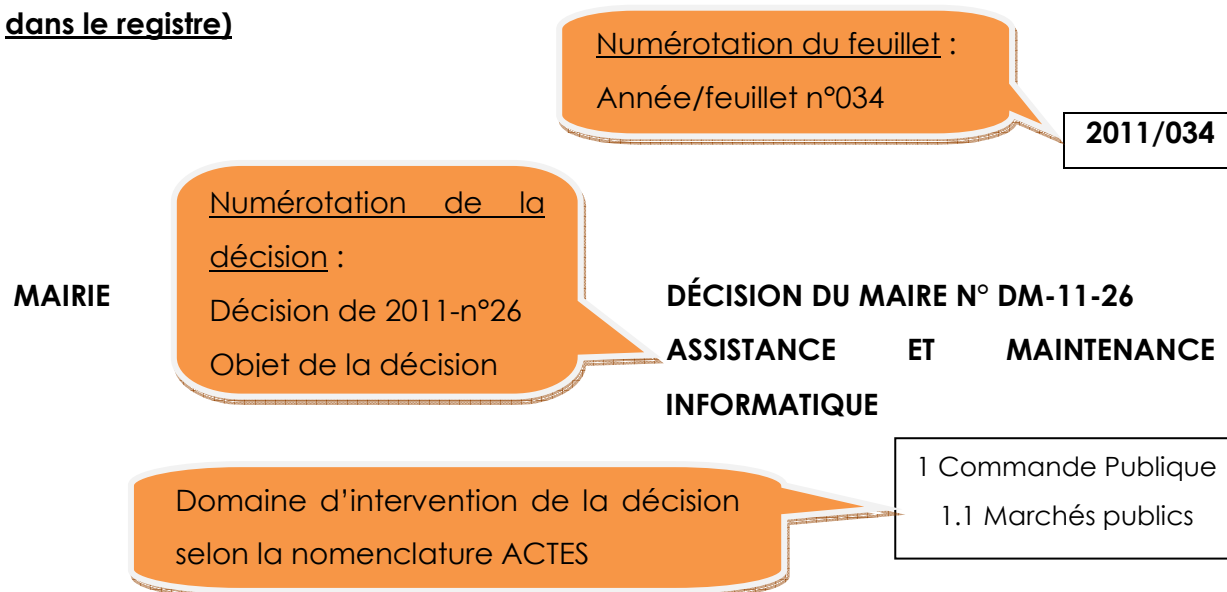 dans le registre)
Numérotation du feuillet :
Année/feuillet n°034
2011/034
Numérotation de la
décision :
Décision de 2011-n°26
Objet de la décision
MAIRIE
DÉCISION DU MAIRE N° DM-11-26
ASSISTANCE ET MAINTENANCE
INFORMATIQUE
Domaine d’intervention de la décision
selon la nomenclature ACTES
1 Commande Publique
1.1 Marchés publics